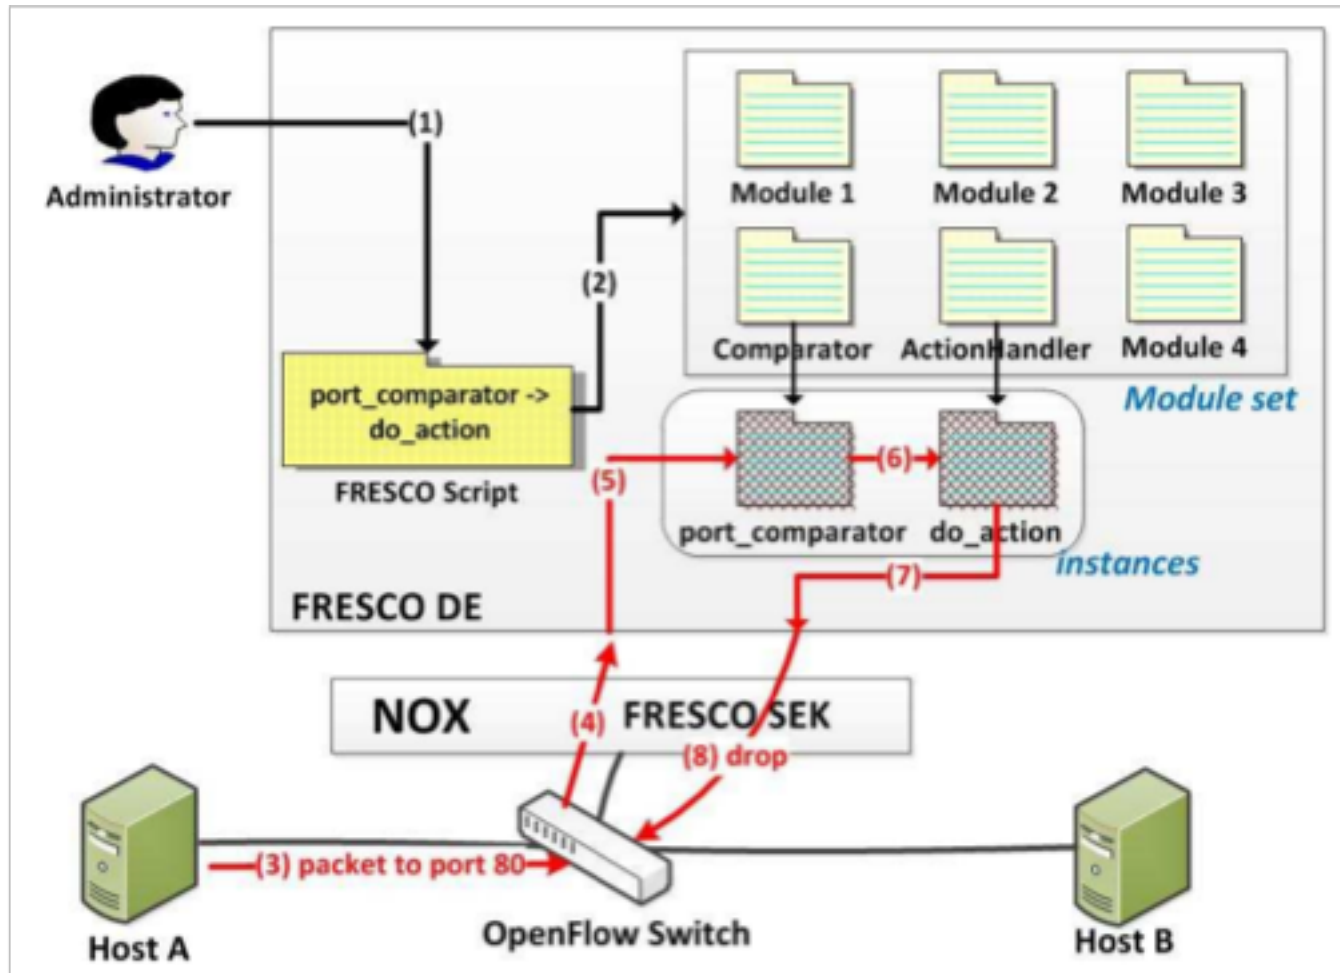 (1)
Administrator
Module 1
Module 2
Module 3
(2)
Comparator
ActionHandler
Module 4
Module set
port_comparator ->
do_action
FRESCO Script
(5)
(6)
port_comparator
do_action
instances
(7)
FRESCO DE
NOX
FRESCO SEK
(4)
(8) drop
(3) packet to port 80
Host A
OpenFlow Switch
Host B